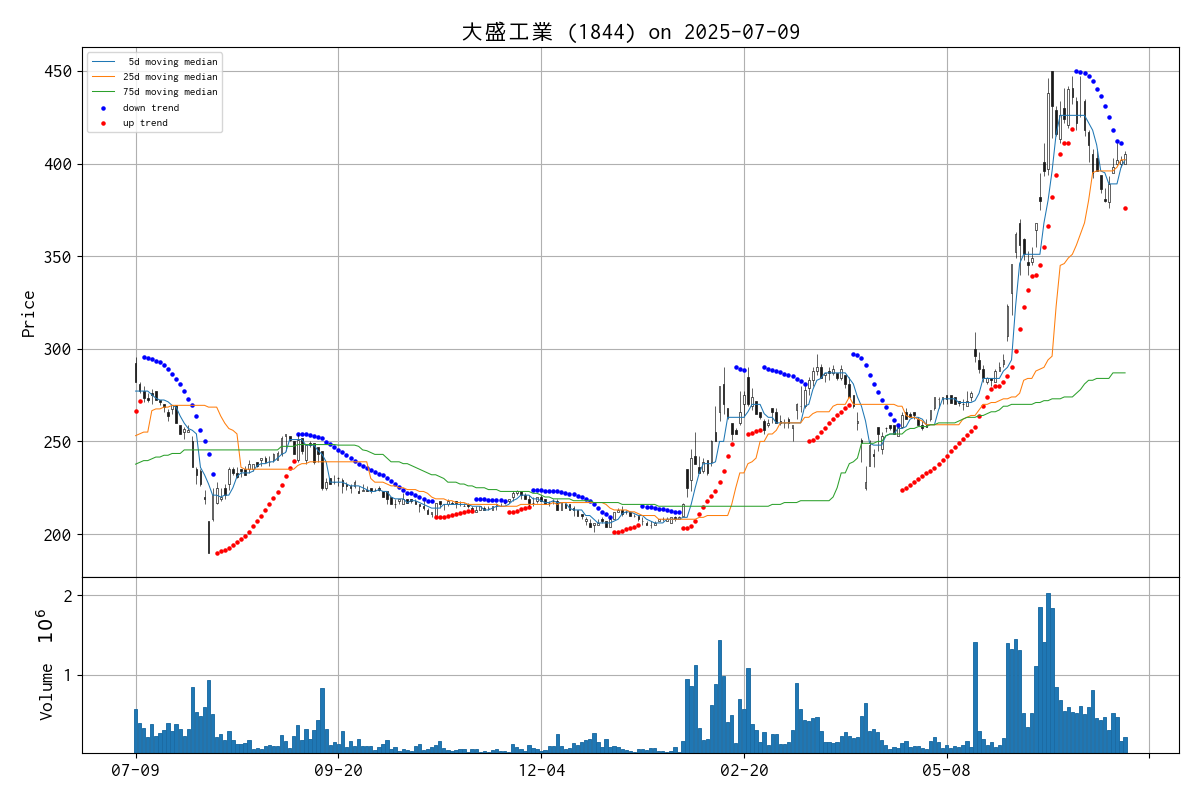 大盛工業 (1844) on 2025-07-09
5d moving median
25d moving median
75d moving median
down trend
up trend
Price
450
400
350
300
250
200
Volume 10^6
2
1
07-09 09-20 12-04 02-20 05-08